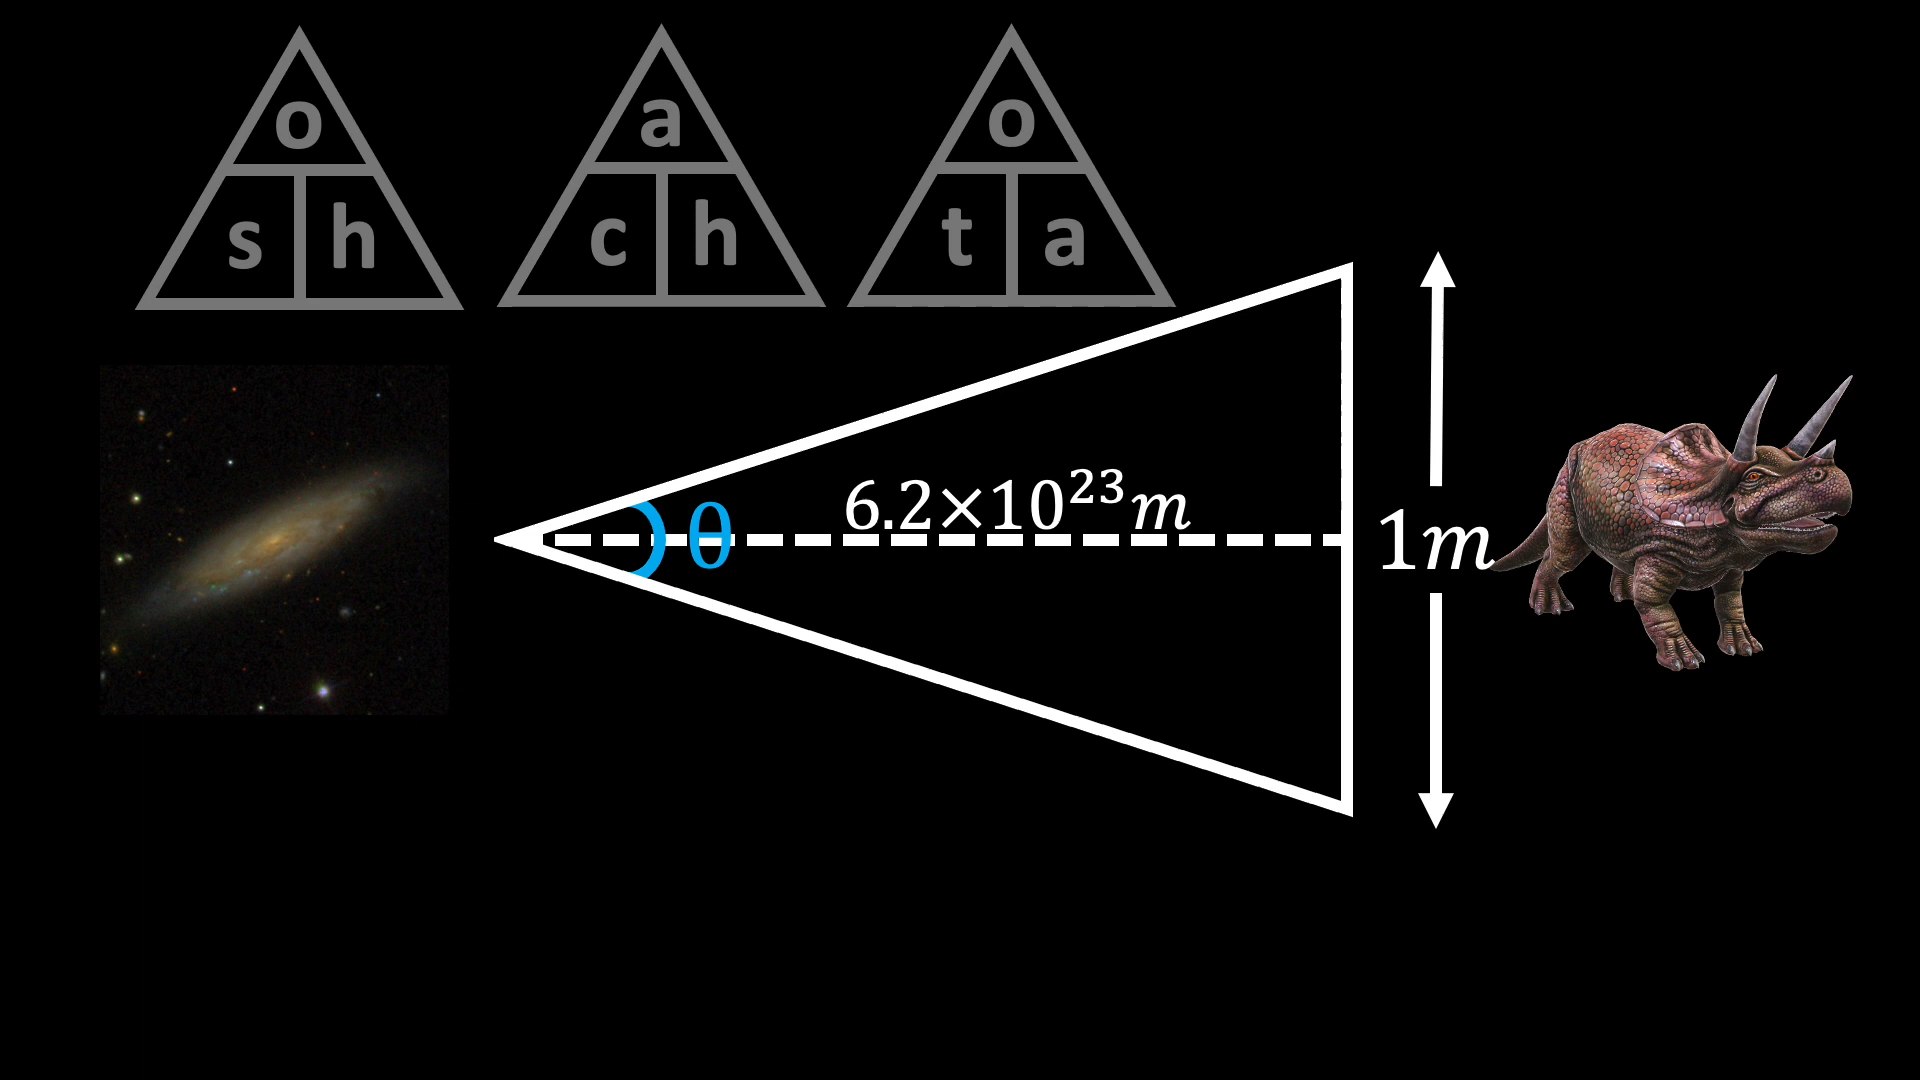 o a o
s h c h t a
θ 6.2×10²³m 1m